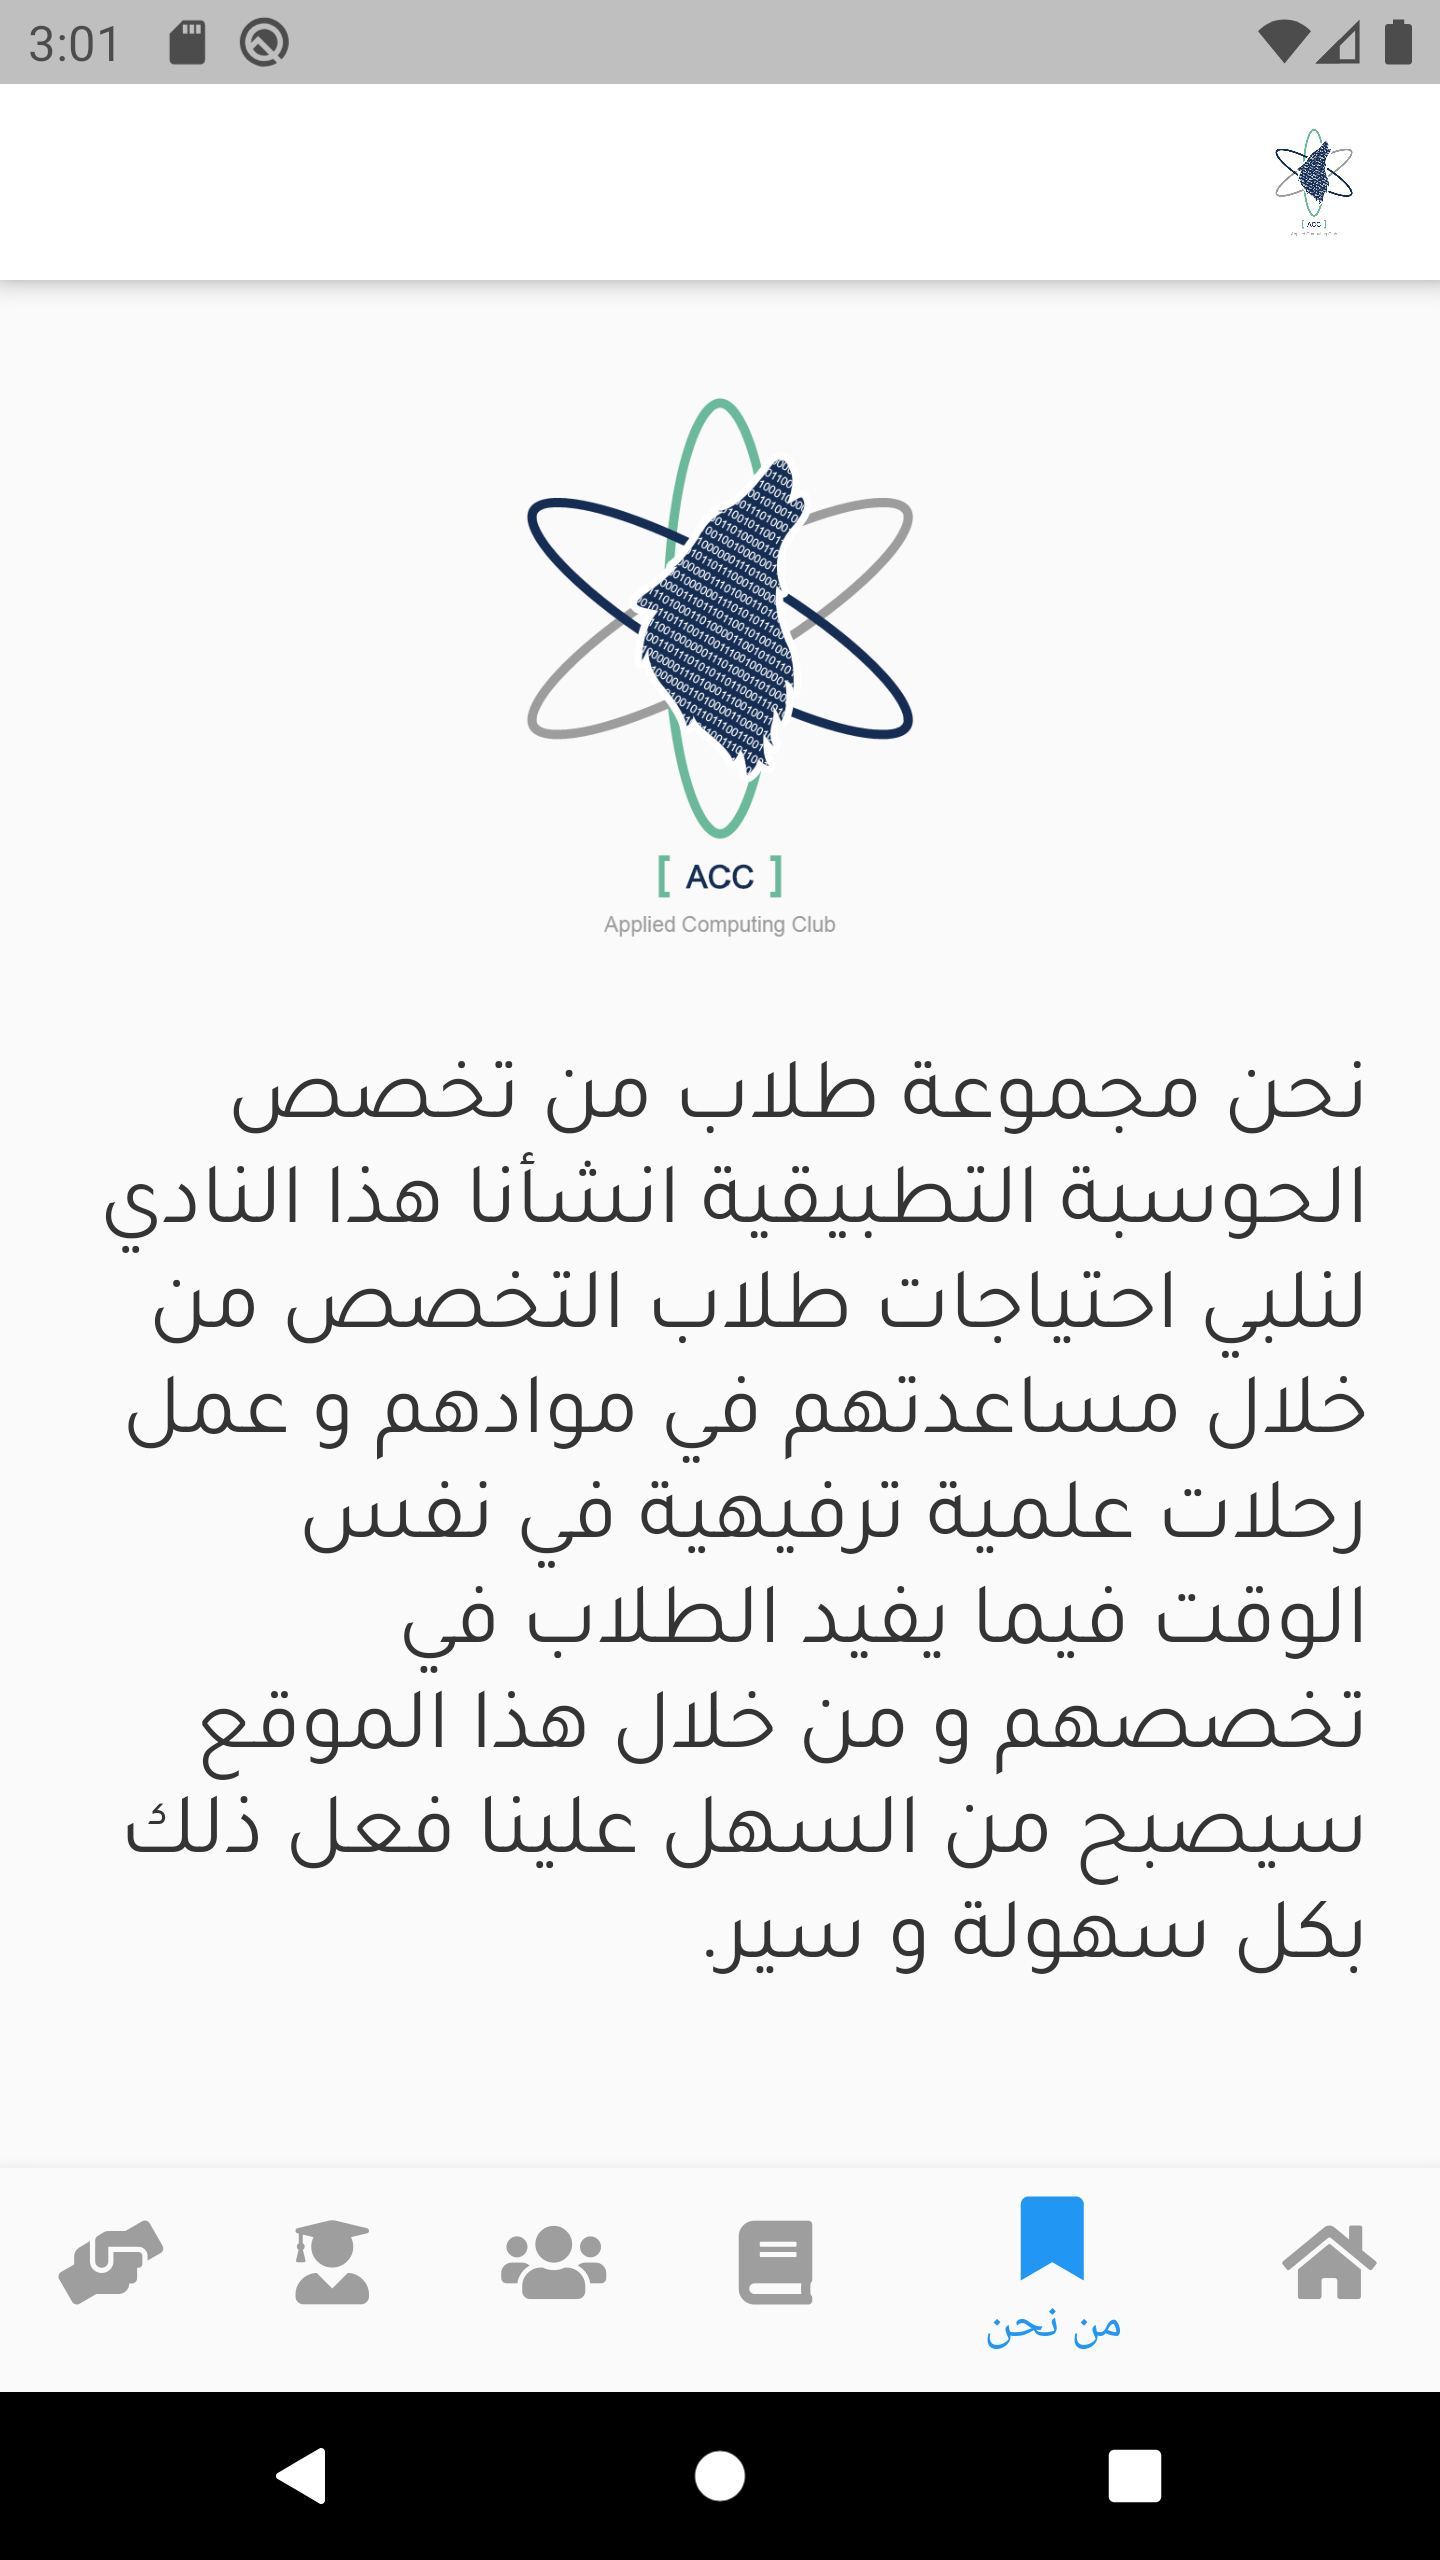 3:01
[ ACC ]
[ ACC ]
Applied Computing Club
نحن مجموعة طلاب من تخصص
الحوسبة التطبيقية انشأنا هذا النادي
لنلبي احتياجات طلاب التخصص من
خلال مساعدتهم في موادهم و عمل
رحلات علمية ترفيهية في نفس
الوقت فيما يفيد الطلاب في
تخصصهم و من خلال هذا الموقع
سيصبح من السهل علينا فعل ذلك
بكل سهولة و سير.
من نحن